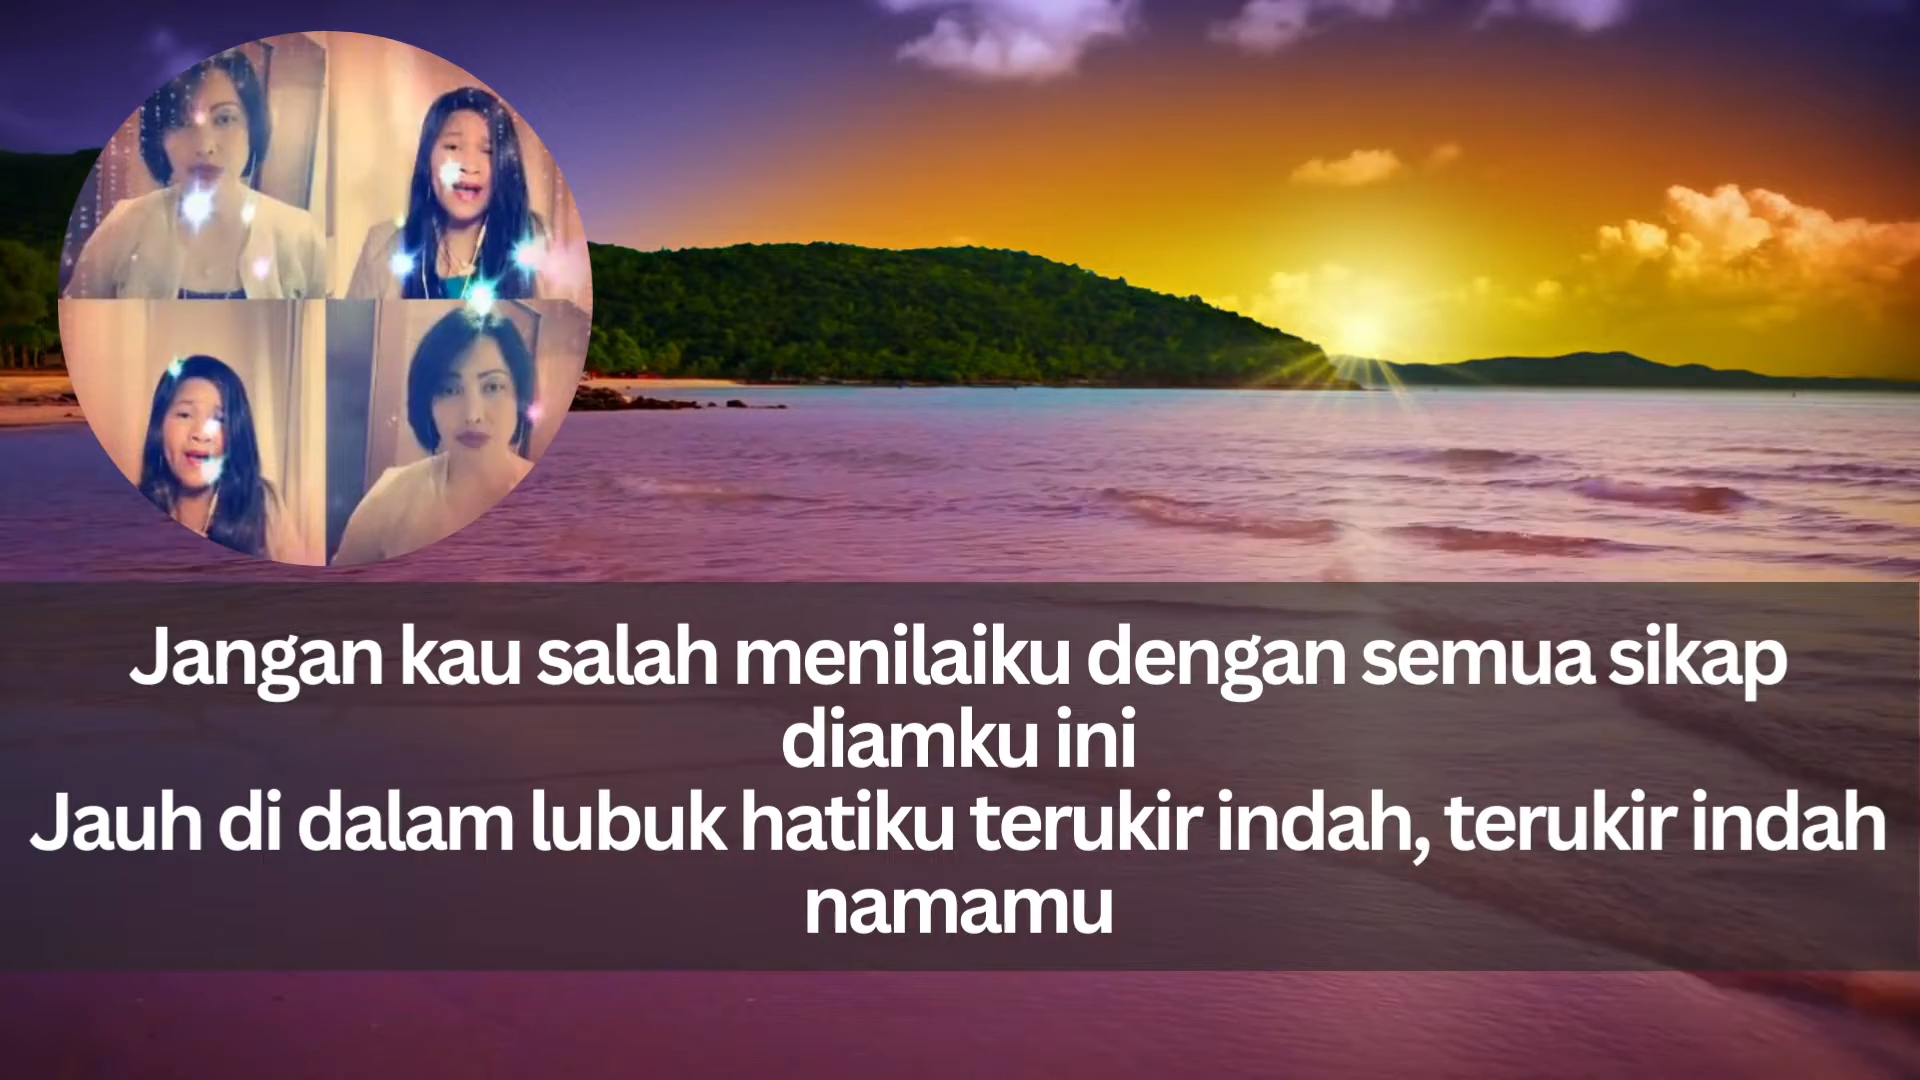 Jangan kau salah menilaiku dengan semua sikap
diamku ini
Jauh di dalam lubuk hatiku terukir indah, terukir indah
namamu